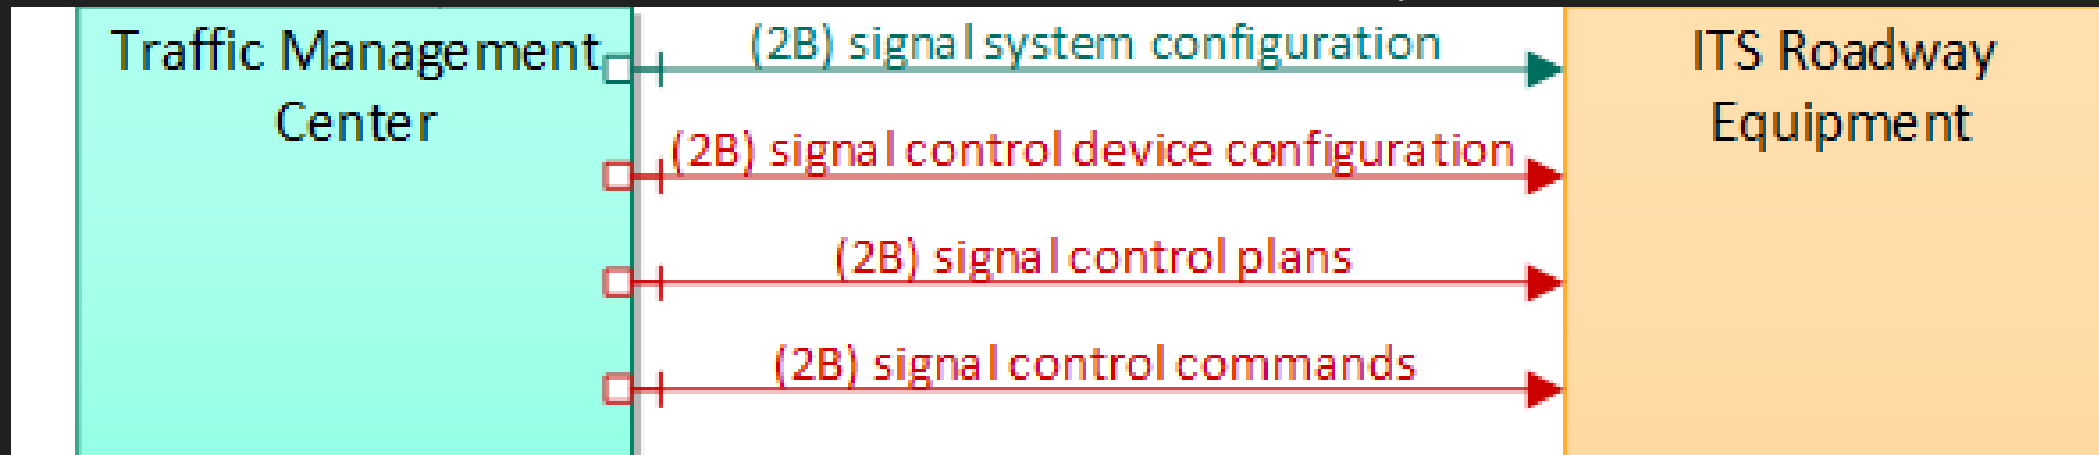 Traffic Management
Center
(2B) signal system configuration
(2B) signal control device configuration
(2B) signal control plans
(2B) signal control commands
ITS Roadway
Equipment